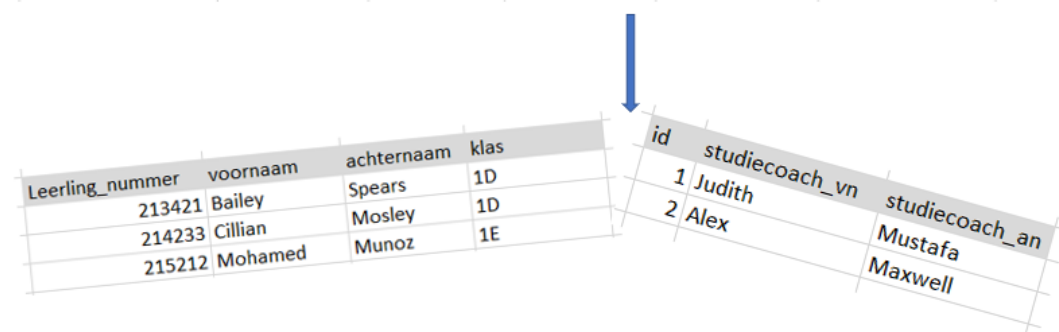 Leerling_nummer voornaam achternaam klas
213421 Bailey Spears 1D
214233 Cillian Mosley 1D
215212 Mohamed Munoz 1E
id studiecoach_vn studiecoach_an
1 Judith Mustafa
2 Alex Maxwell